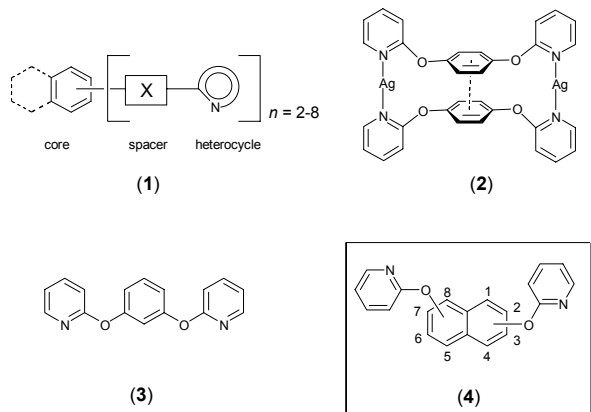 X
N
n = 2-8
core spacer heterocycle
(1)
N O O N
Ag Ag
N O O N
(2)
N O O N
(3)
N
O
8 1
7 2
6 3
5 4
O
N
(4)